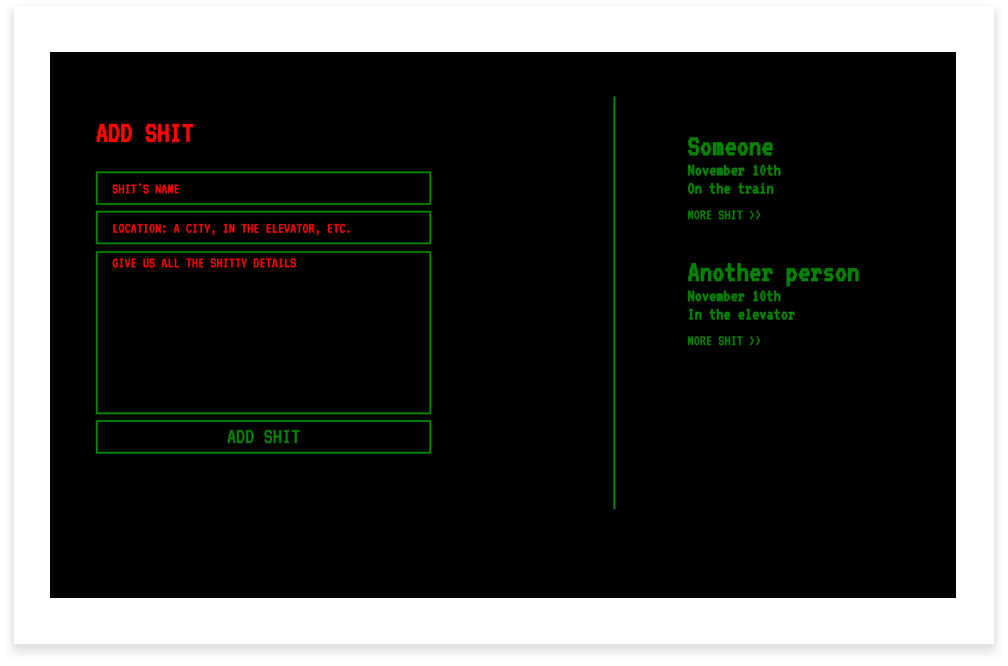 ADD SHIT
SHIT'S NAME
LOCATION: A CITY, IN THE ELEVATOR, ETC.
GIVE US ALL THE SHITTY DETAILS
ADD SHIT
Someone
November 10th
On the train
MORE SHIT >>
Another person
November 10th
In the elevator
MORE SHIT >>